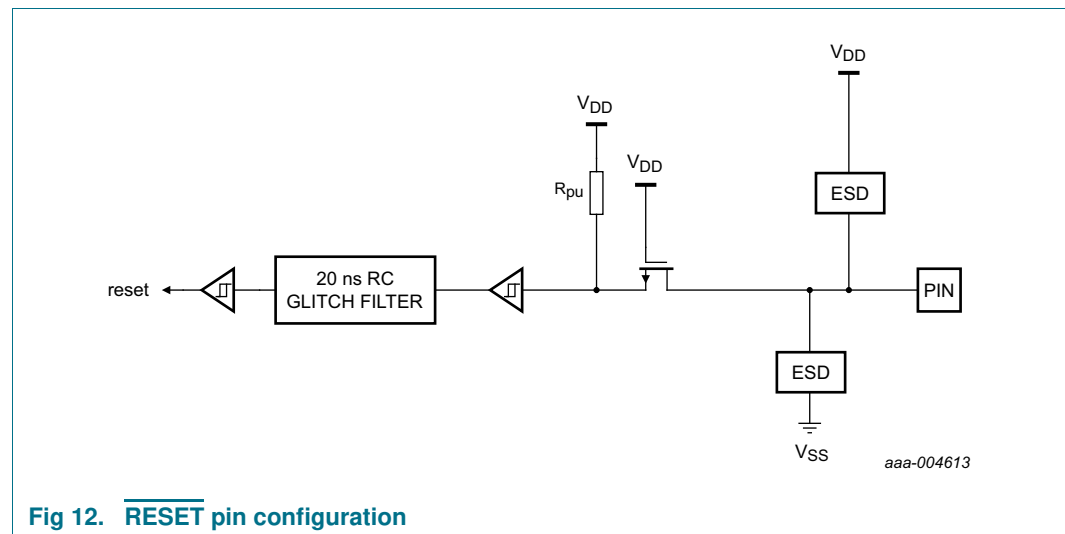 VDD
VDD
VDD
Rpu
ESD
reset
20 ns RC
GLITCH FILTER
PIN
ESD
VSS
aaa-004613
Fig 12. RESET pin configuration